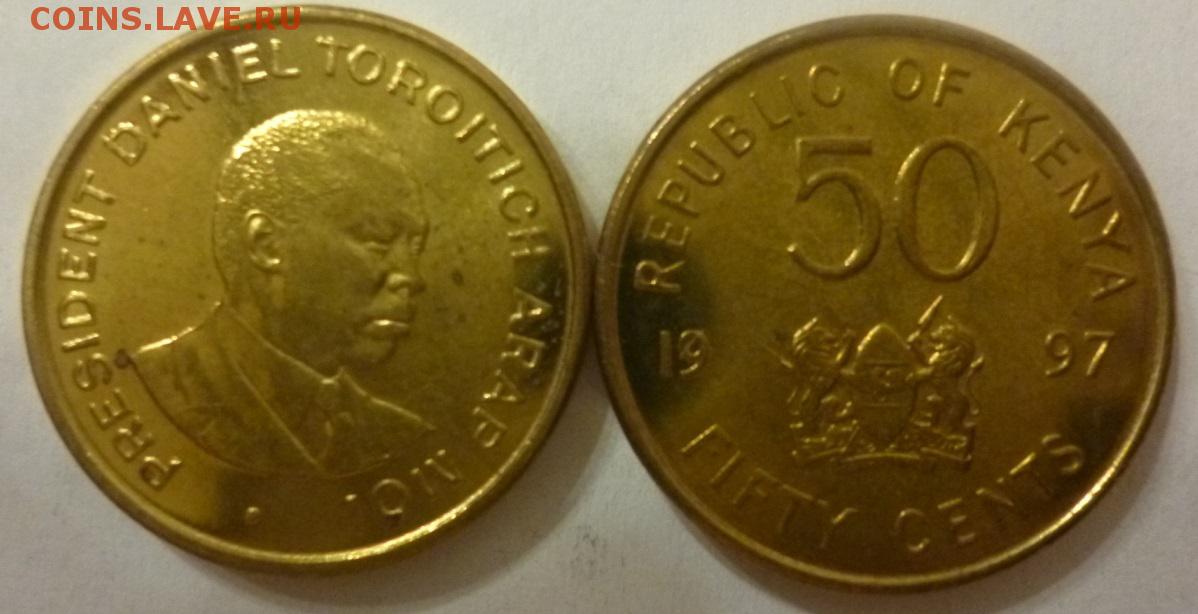 COINS.LAVE.RU
PRESIDENT DANIEL TOROITICH ARAP MOI
REPUBLIC OF KENYA
50
19 97
FIFTY CENTS